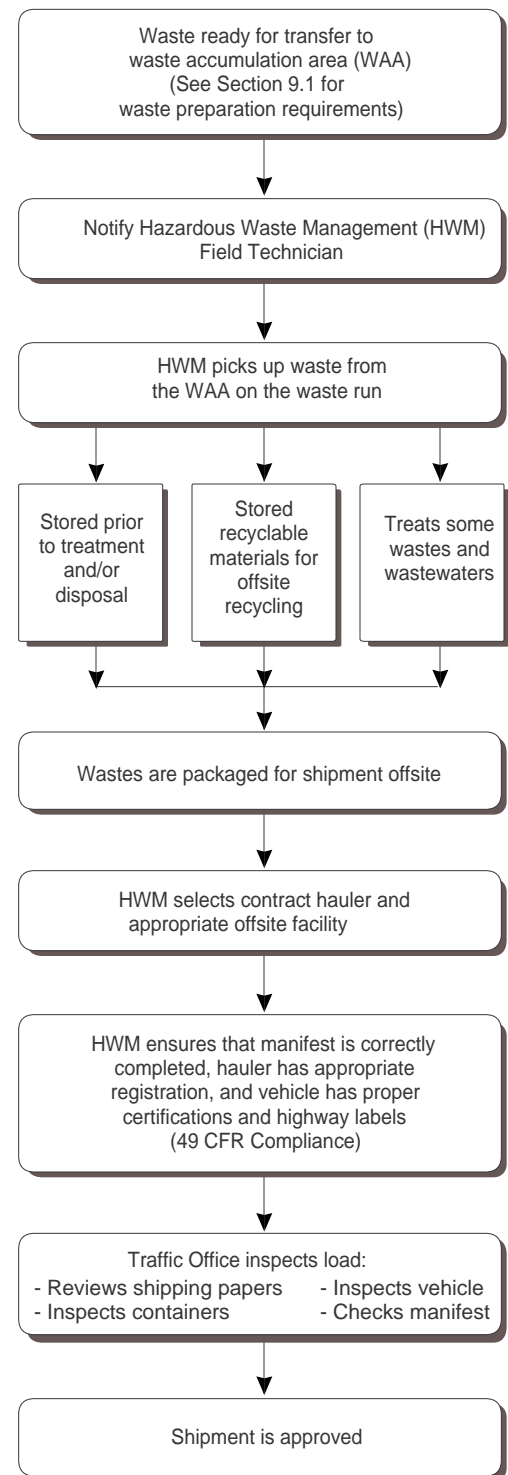 Waste ready for transfer to
waste accumulation area (WAA)
(See Section 9.1 for
waste preparation requirements)
Notify Hazardous Waste Management (HWM)
Field Technician
HWM picks up waste from
the WAA on the waste run
Stored prior
to treatment
and/or
disposal
Stored
recyclable
materials for
offsite
recycling
Treats some
wastes and
wastewaters
Wastes are packaged for shipment offsite
HWM selects contract hauler and
appropriate offsite facility
HWM ensures that manifest is correctly
completed, hauler has appropriate
registration, and vehicle has proper
certifications and highway labels
(49 CFR Compliance)
Traffic Office inspects load:
- Reviews shipping papers - Inspects vehicle
- Inspects containers - Checks manifest
Shipment is approved